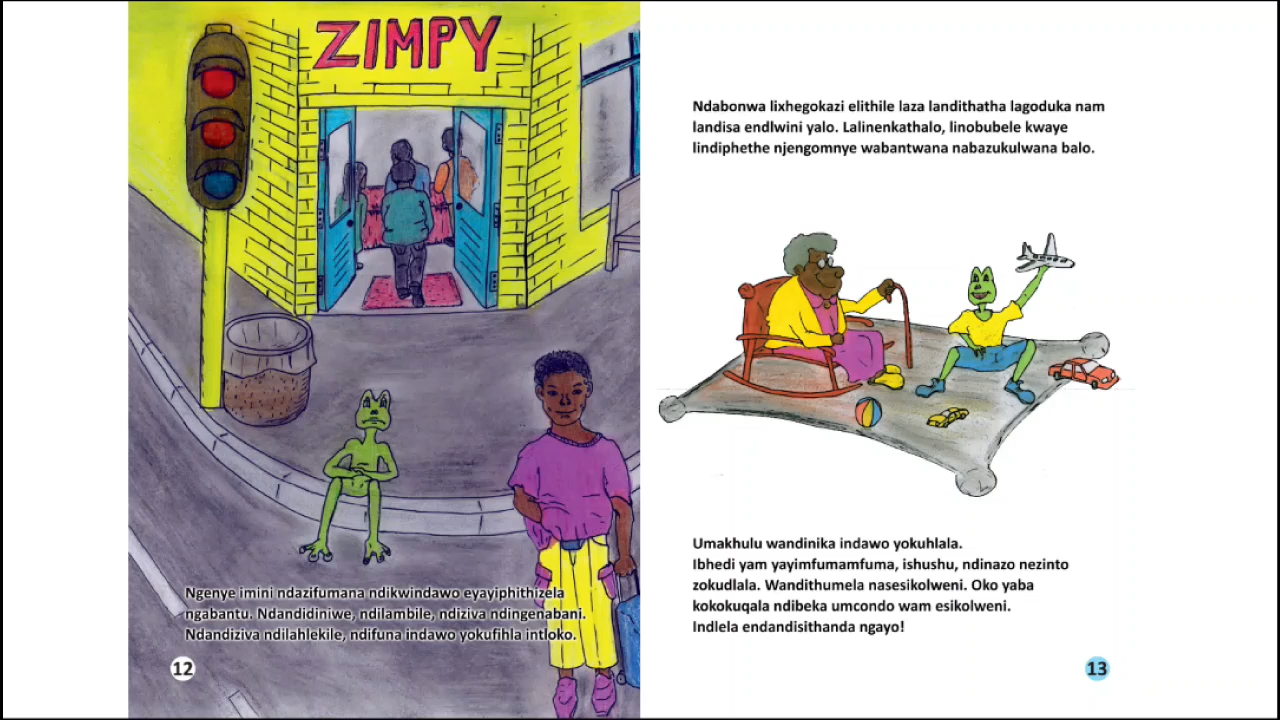 ZIMPY
Ngenye imini ndazifumana ndikwindawo eyayiphithizela
ngabantu. Ndandidiniwe, ndilambile, ndiziva ndingenabani.
Ndandiziva ndilahlekile, ndifuna indawo yokufihla intloko.
12
Ndabonwa lixhegokazi elithile laza landithatha lagoduka nam
landisa endlwini yalo. Lalinenkathalo, linobubele kwaye
lindiphethe njengomnye wabantwana nabazukulwana balo.
Umakhulu wandinika indawo yokuhlala.
Ibhedi yam yayimfumamfuma, ishushu, ndinazo nezinto
zokudlala. Wandithumela nasesikolweni. Oko yaba
kokokuqala ndibeka umcondo wam esikolweni.
Indlela endandisithanda ngayo!
13